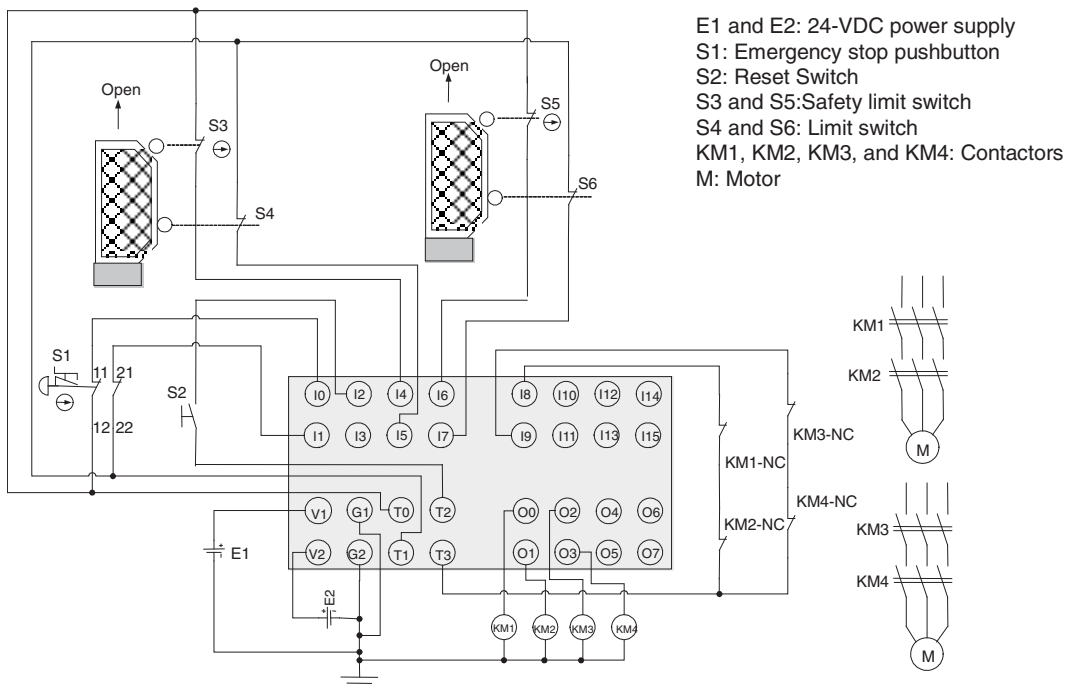 E1 and E2: 24-VDC power supply
S1: Emergency stop pushbutton
S2: Reset Switch
S3 and S5:Safety limit switch
S4 and S6: Limit switch
KM1, KM2, KM3, and KM4: Contactors
M: Motor
Open
Open
S3
S5
S4
S6
S1
11 21
12 22
S2
I0 I2 I4 I6 I8 I10 I12 I14
I1 I3 I5 I7 I9 I11 I13 I15
V1 G1 T0 T2 O0 O2 O4 O6
V2 G2 T1 T3 O1 O3 O5 O7
KM3-NC
KM1-NC
KM4-NC
KM2-NC
E1
E2
KM1 KM2 KM3 KM4
KM1
KM2
M
KM3
KM4
M